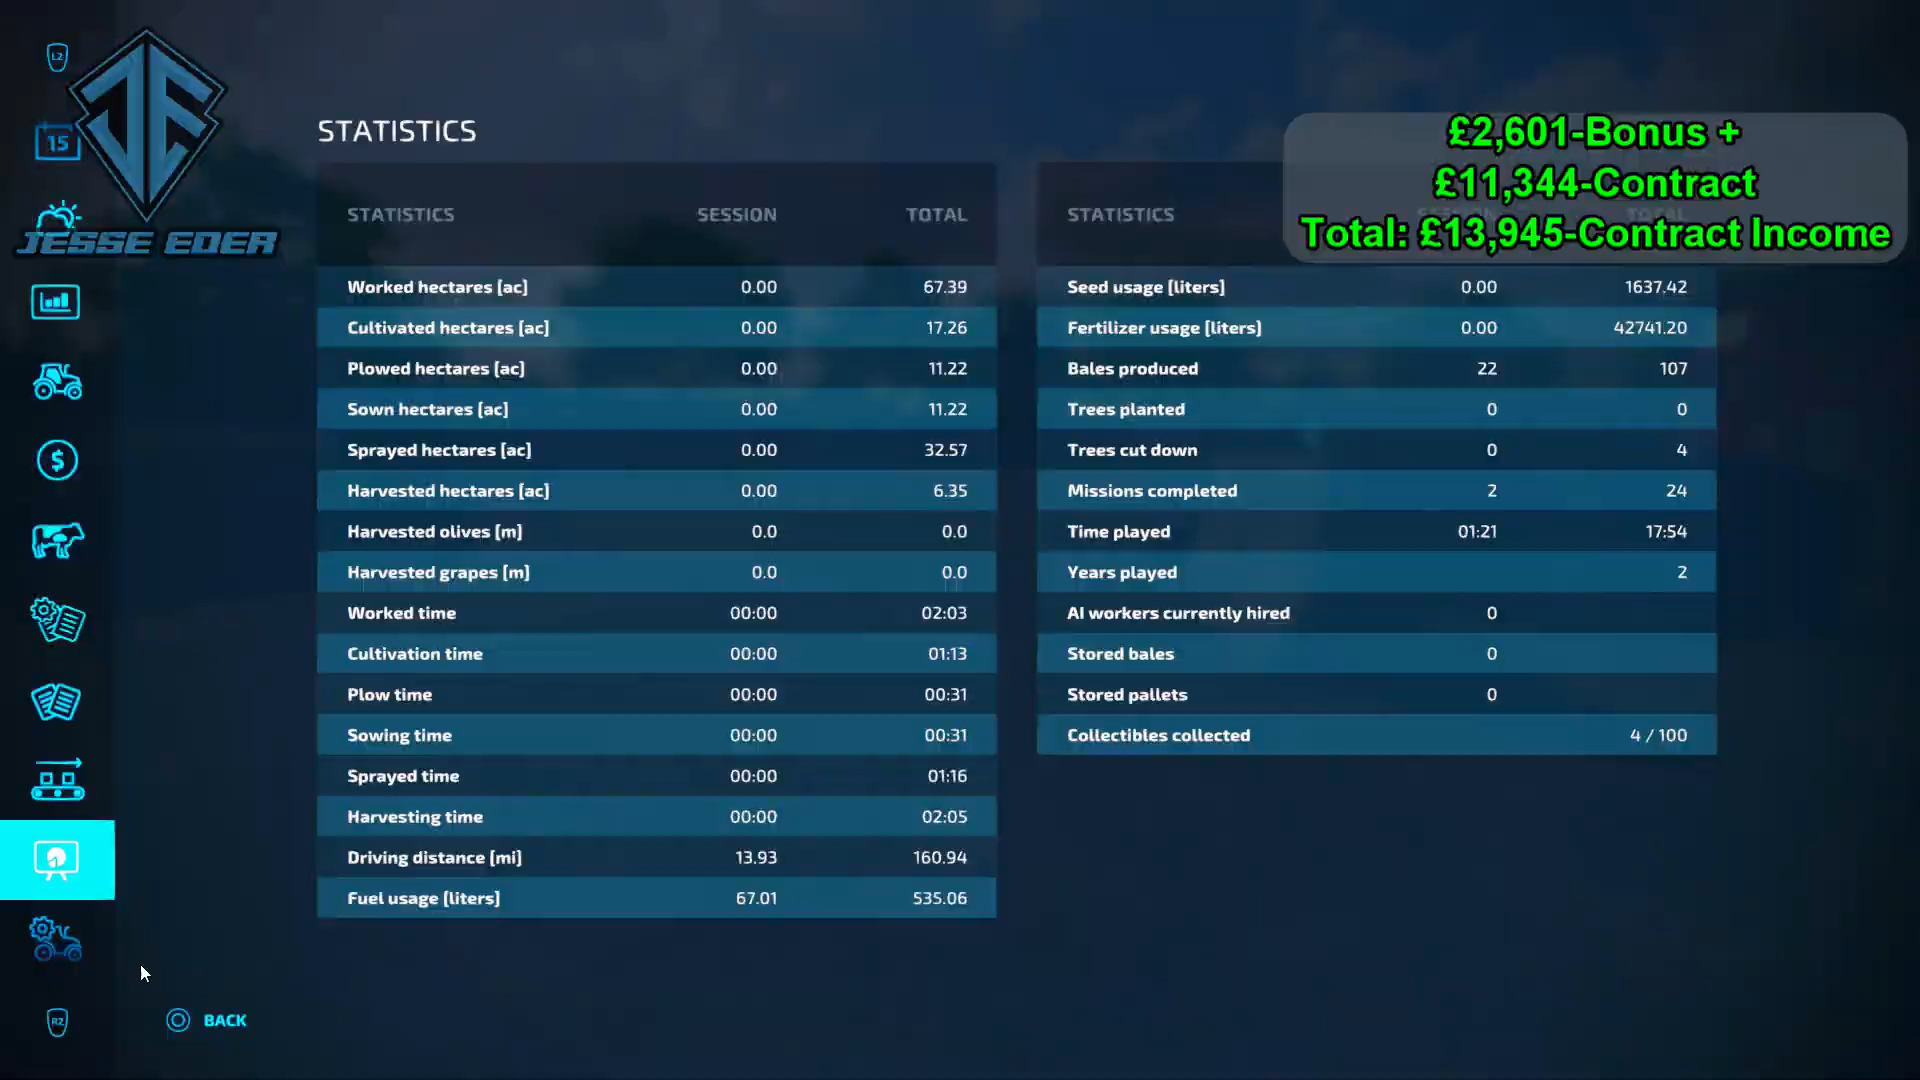 L2
15
JESSE EDER
STATISTICS
£2,601-Bonus +
£11,344-Contract
Total: £13,945-Contract Income
STATISTICS SESSION TOTAL
Worked hectares [ac] 0.00 67.39
Cultivated hectares [ac] 0.00 17.26
Plowed hectares [ac] 0.00 11.22
Sown hectares [ac] 0.00 11.22
Sprayed hectares [ac] 0.00 32.57
Harvested hectares [ac] 0.00 6.35
Harvested olives [m] 0.0 0.0
Harvested grapes [m] 0.0 0.0
Worked time 00:00 02:03
Cultivation time 00:00 01:13
Plow time 00:00 00:31
Sowing time 00:00 00:31
Sprayed time 00:00 01:16
Harvesting time 00:00 02:05
Driving distance [mi] 13.93 160.94
Fuel usage [liters] 67.01 535.06
STATISTICS SESSION TOTAL
Seed usage [liters] 0.00 1637.42
Fertilizer usage [liters] 0.00 42741.20
Bales produced 22 107
Trees planted 0 0
Trees cut down 0 4
Missions completed 2 24
Time played 01:21 17:54
Years played 2
AI workers currently hired 0
Stored bales 0
Stored pallets 0
Collectibles collected 4 / 100
R2
BACK